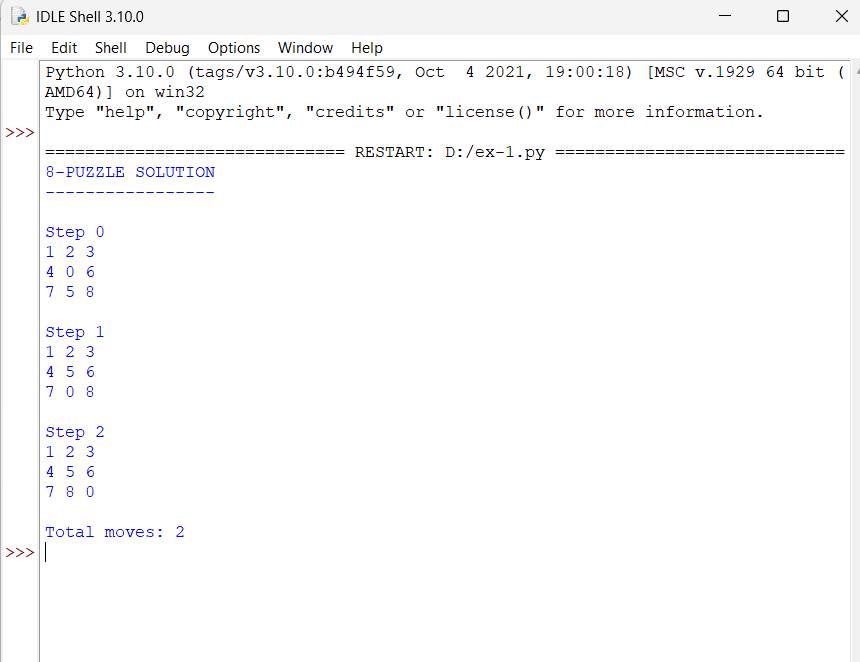 IDLE Shell 3.10.0
File Edit Shell Debug Options Window Help
Python 3.10.0 (tags/v3.10.0:b494f59, Oct  4 2021, 19:00:18) [MSC v.1929 64 bit (
AMD64)] on win32
Type "help", "copyright", "credits" or "license()" for more information.
>>>
============================== RESTART: D:/ex-1.py =============================
8-PUZZLE SOLUTION
-----------------
Step 0
1 2 3
4 0 6
7 5 8
Step 1
1 2 3
4 5 6
7 0 8
Step 2
1 2 3
4 5 6
7 8 0
Total moves: 2
>>>